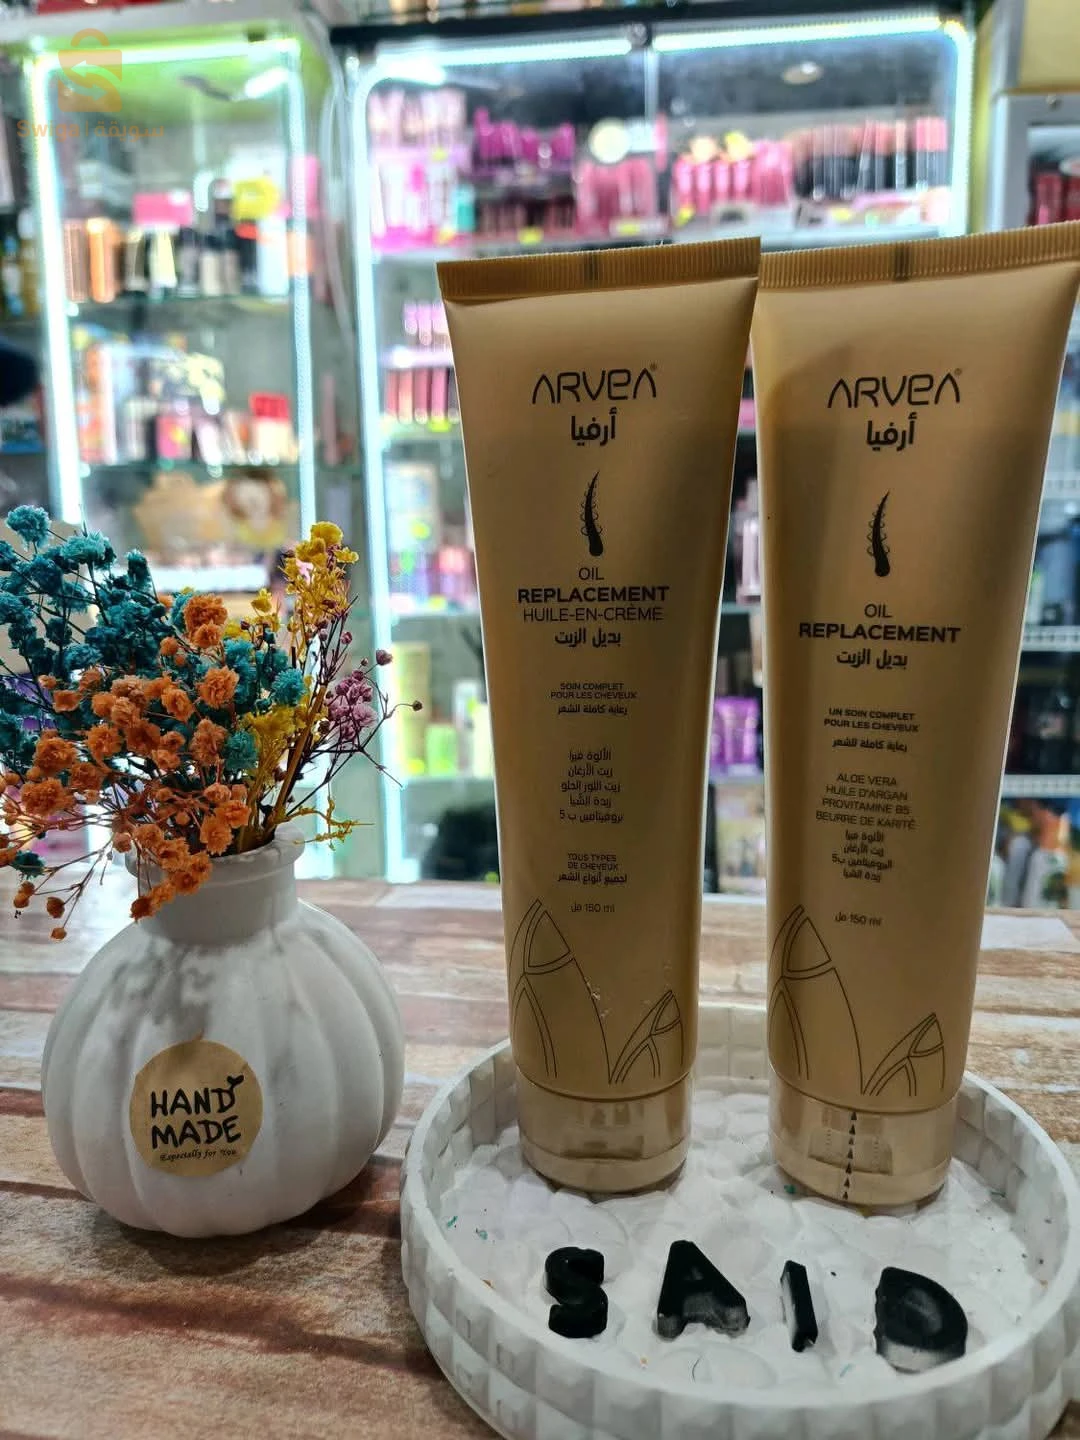 سويقة
ARVEA®
أرفيا
OIL
REPLACEMENT
HUILE-EN-CRÈME
بديل الزيت
SOIN COMPLET
POUR LES CHEVEUX
رعاية كاملة للشعر
الألوة فيرا
زيت الأرغان
زيت اللوز الحلو
زبدة الشيا
بروفيتامين ب 5
TOUS TYPES
DE CHEVEUX
لجميع أنواع الشعر
150 ml مل
ARVEA®
أرفيا
OIL
REPLACEMENT
بديل الزيت
UN SOIN COMPLET
POUR LES CHEVEUX
رعاية كاملة للشعر
ALOE VERA
HUILE D'ARGAN
PROVITAMINE B5
BEURRE DE KARITÉ
الألوة فيرا
زيت الأرغان
البروفيتامين ب5
زبدة الشيا
150 ml مل
HAND
MADE
Especially for You
SAID